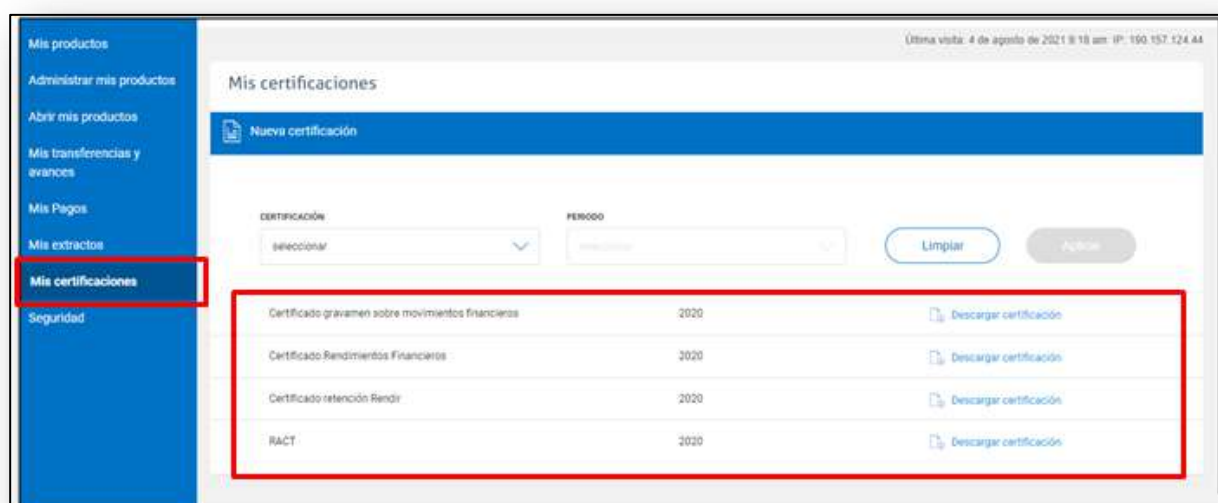 Última visita: 4 de agosto de 2021 9:18 am IP: 190.157.124.44
Mis productos
Administrar mis productos
Abrir mis productos
Mis transferencias y
avances
Mis Pagos
Mis extractos
Mis certificaciones
Seguridad
Mis certificaciones
Nueva certificación
CERTIFICACIÓN
PERIODO
seleccionar
seleccionar
Limpiar
Aplicar
Certificado gravamen sobre movimientos financieros 2020 Descargar certificación
Certificado Rendimientos Financieros 2020 Descargar certificación
Certificado retención Rendir 2020 Descargar certificación
RACT 2020 Descargar certificación